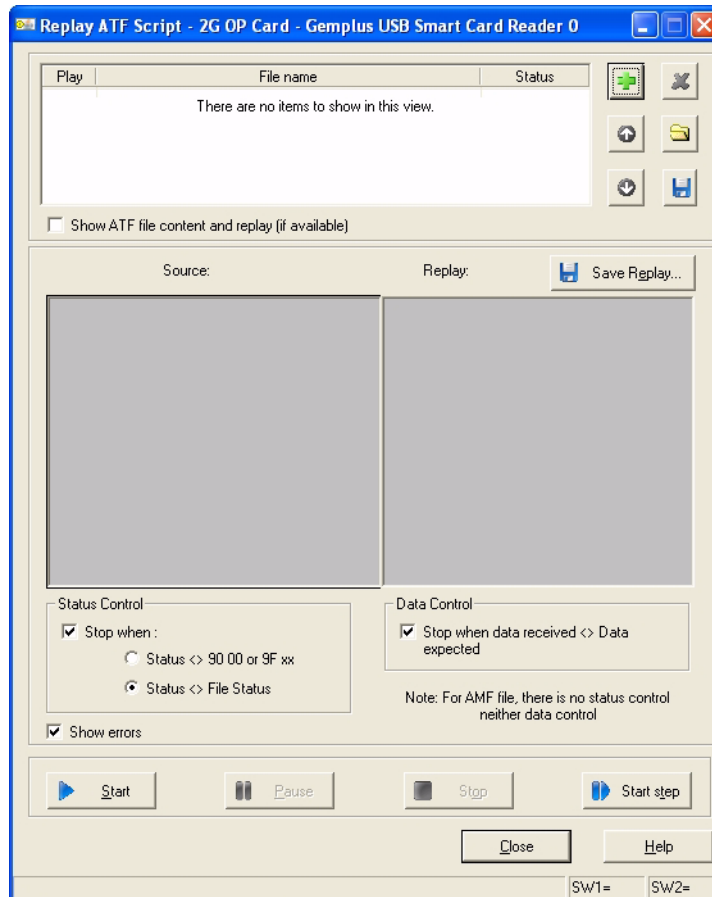 Replay ATF Script - 2G OP Card - Gemplus USB Smart Card Reader 0
Play File name Status
There are no items to show in this view.
Show ATF file content and replay (if available)
Source: Replay: Save Replay...
Status Control Data Control
Stop when : Stop when data received <> Data
expected
Status <> 90 00 or 9F xx
Status <> File Status
Note: For AMF file, there is no status control
neither data control
Show errors
Start Pause Stop Start step
Close Help
SW1= SW2=